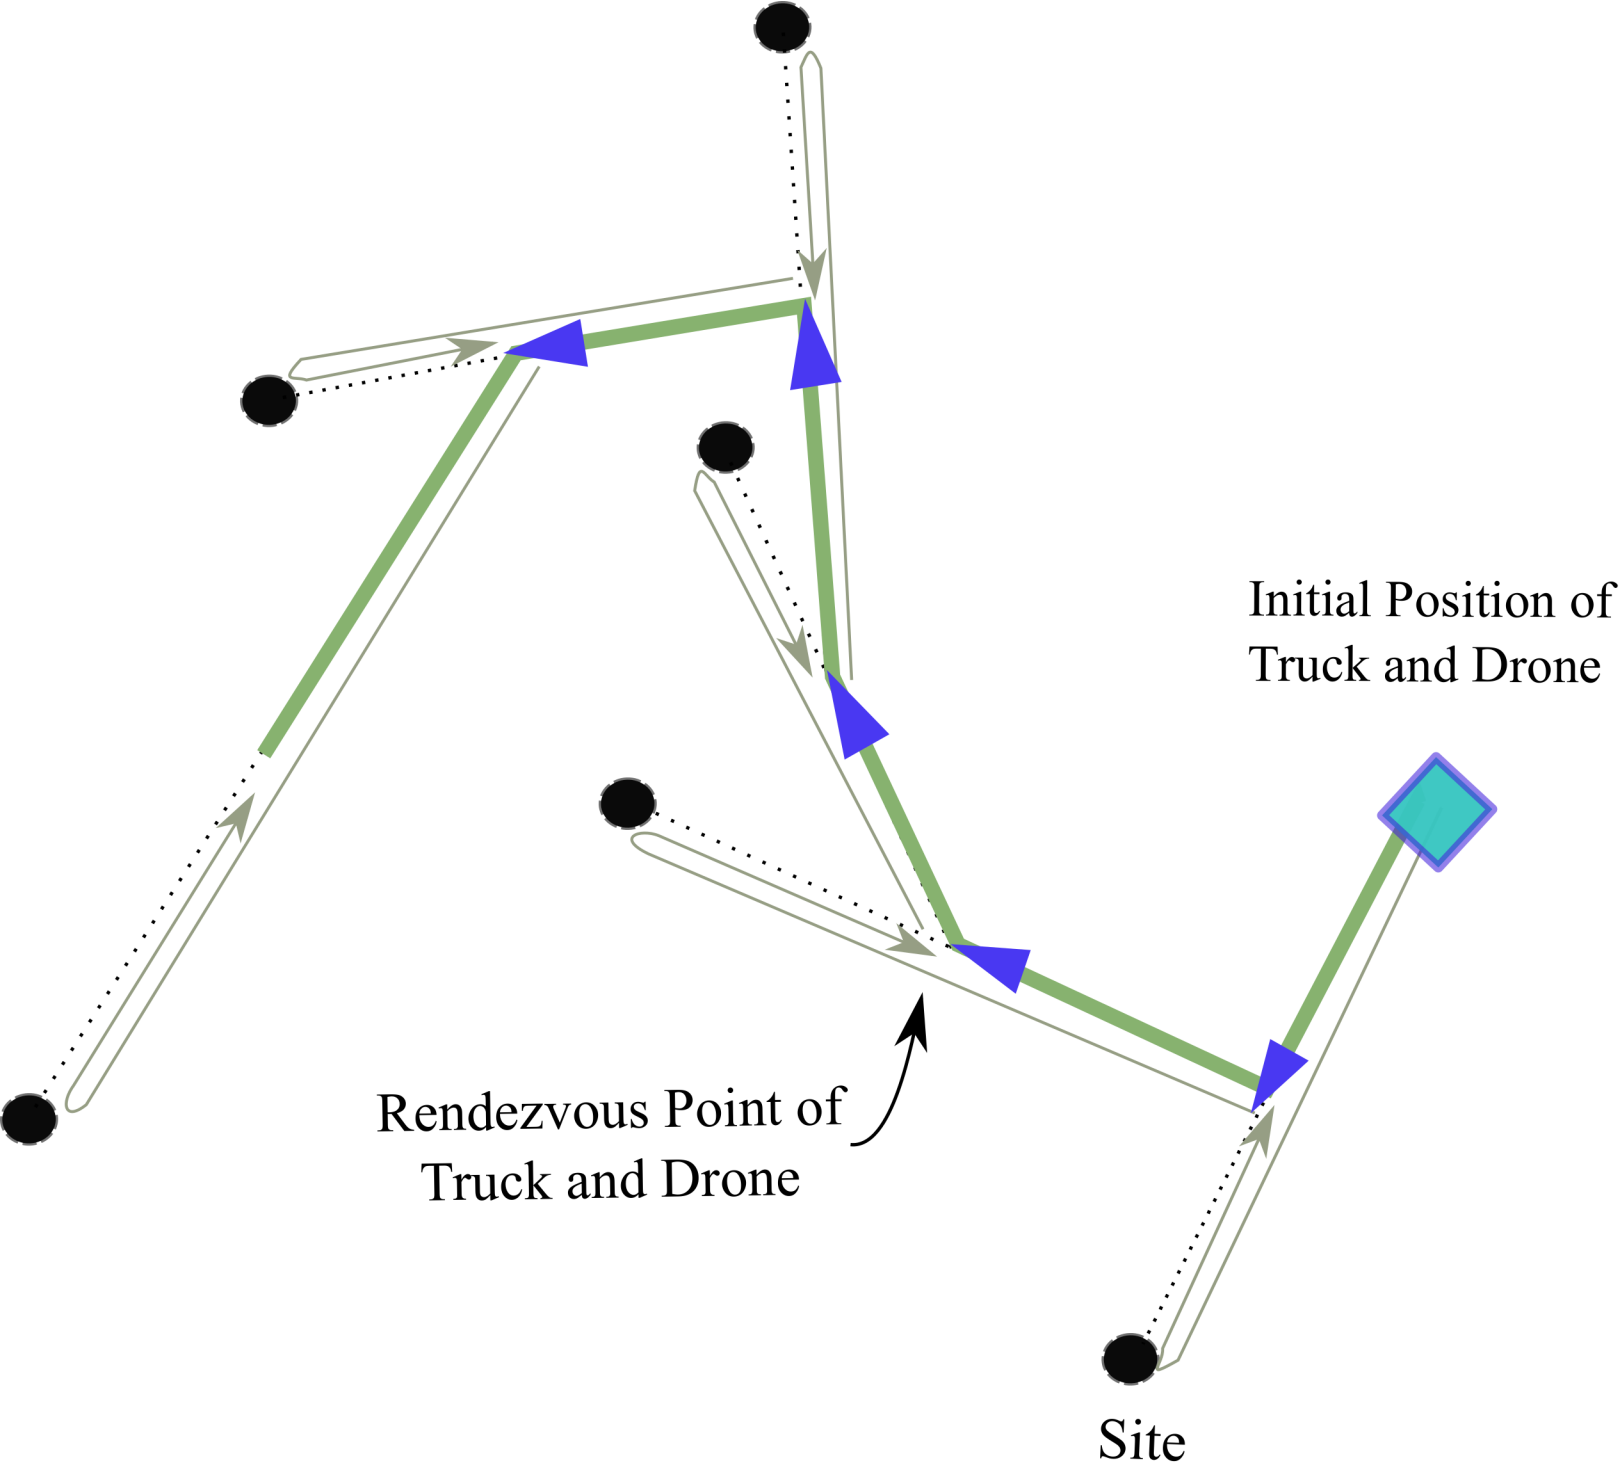 Initial Position of
Truck and Drone
Rendezvous Point of
Truck and Drone
Site